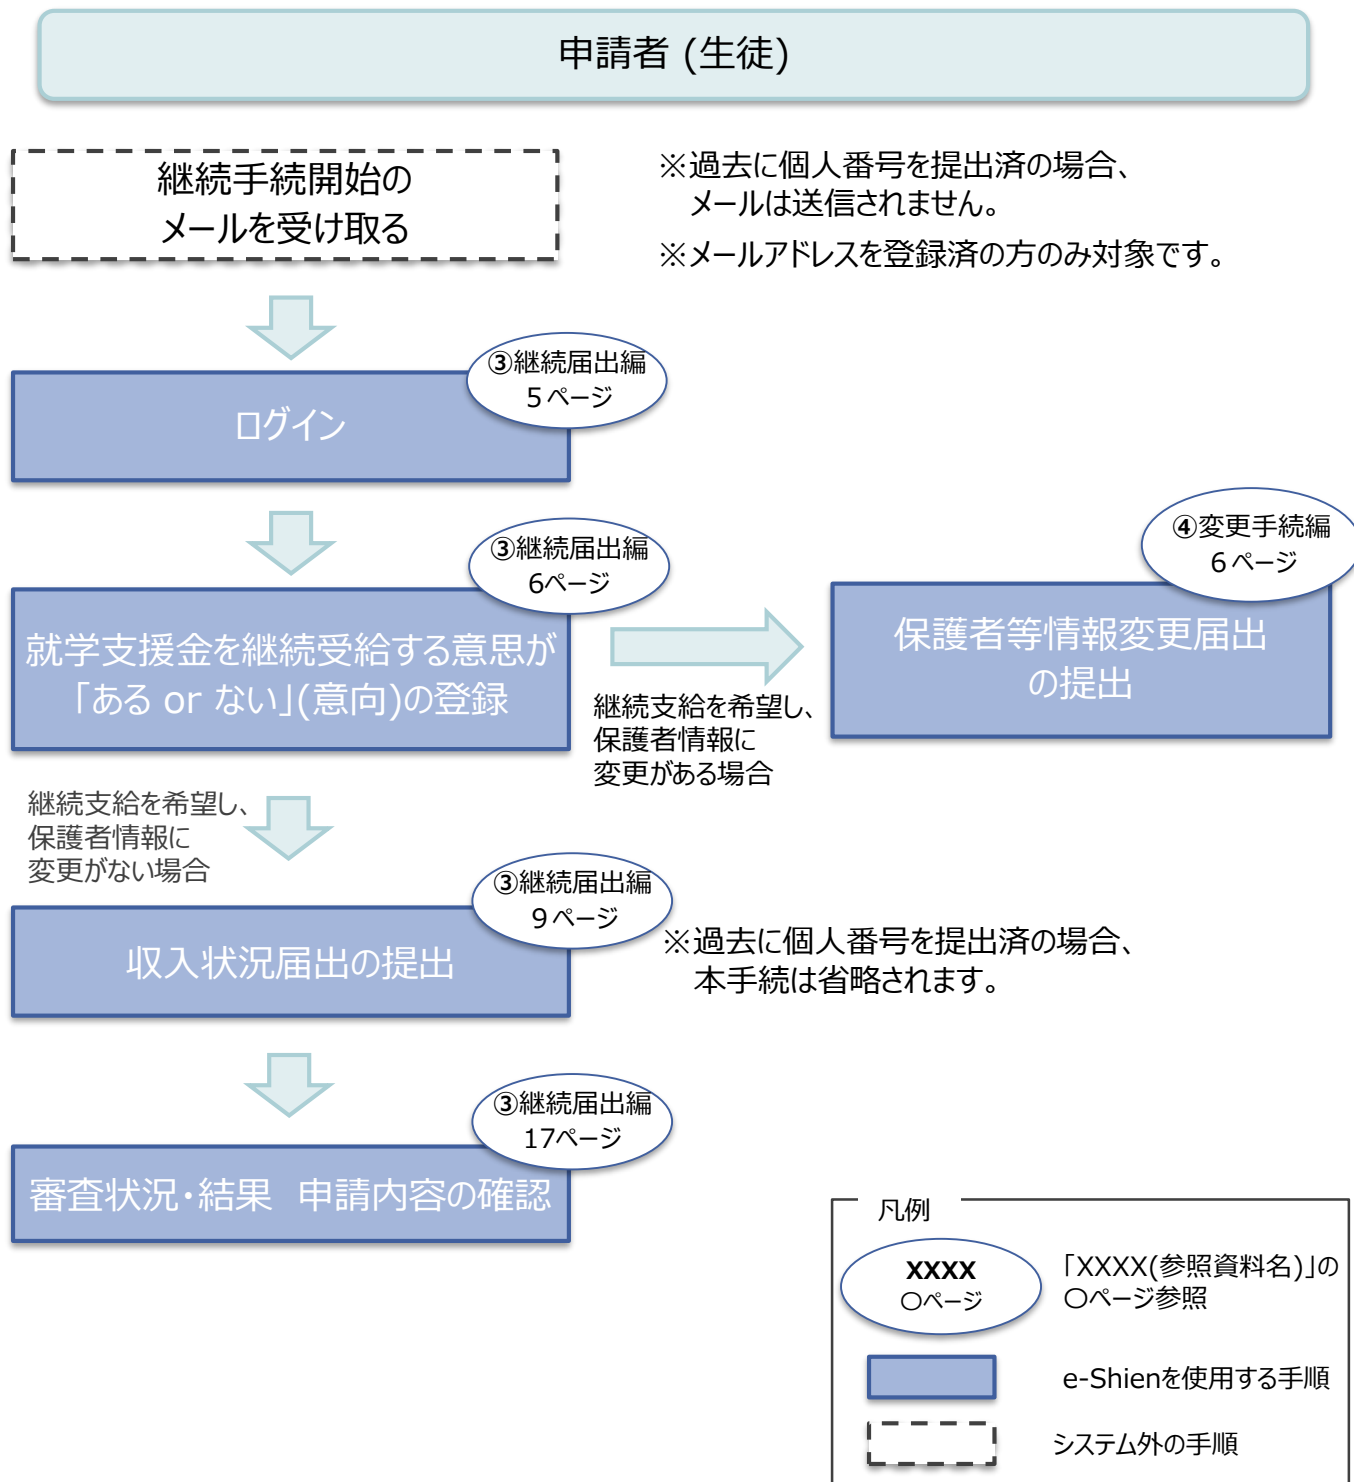 申請者 (生徒)
継続手続開始の
メールを受け取る
※過去に個人番号を提出済の場合、
メールは送信されません。
※メールアドレスを登録済の方のみ対象です。
③継続届出編
5ページ
ログイン
③継続届出編
6ページ
就学支援金を継続受給する意思が
「ある or ない」(意向)の登録
④変更手続編
6ページ
保護者等情報変更届出
の提出
継続支給を希望し、
保護者情報に
変更がある場合
継続支給を希望し、
保護者情報に
変更がない場合
③継続届出編
9ページ
収入状況届出の提出
※過去に個人番号を提出済の場合、
本手続は省略されます。
③継続届出編
17ページ
審査状況・結果　申請内容の確認
凡例
XXXX
〇ページ
「XXXX(参照資料名)」の
〇ページ参照
e-Shienを使用する手順
システム外の手順